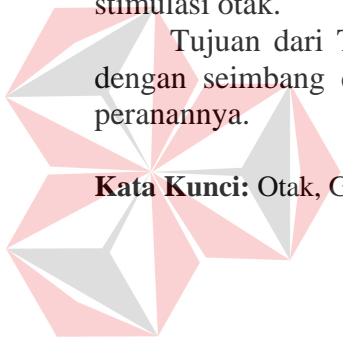 stimulasi otak.
Tujuan dari
dengan seimbang
peranannya.
Kata Kunci: Otak,